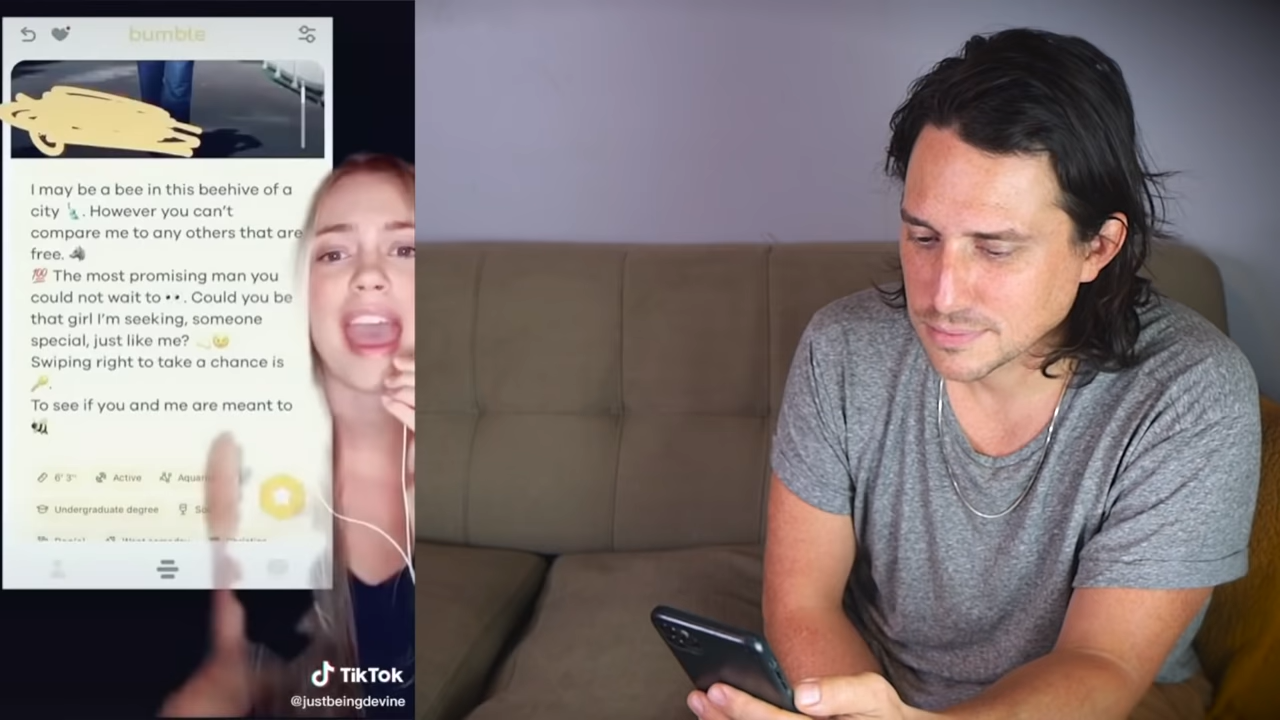 bumble
I may be a bee in this beehive of a
city 🗽. However you can't
compare me to any others that are
free. 🦓
💯 The most promising man you
could not wait to 👀. Could you be
that girl I'm seeking, someone
special, just like me? 💫😉
Swiping right to take a chance is
🔑.
To see if you and me are meant to
🐝
6' 3" Active
Undergraduate degree
TikTok
@justbeingdevine